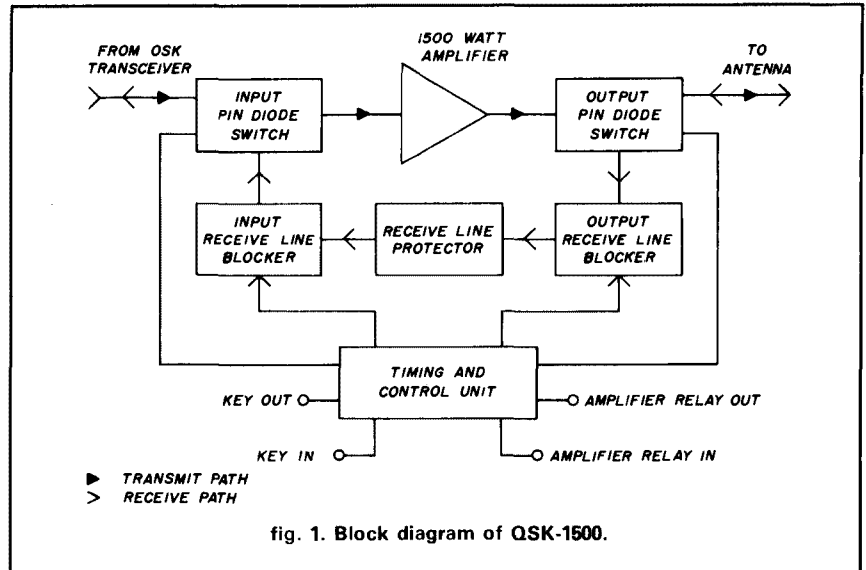 1500 WATT
AMPLIFIER
FROM OSK
TRANSCEIVER
TO
ANTENNA
INPUT
PIN DIODE
SWITCH
OUTPUT
PIN DIODE
SWITCH
INPUT
RECEIVE LINE
BLOCKER
RECEIVE LINE
PROTECTOR
OUTPUT
RECEIVE LINE
BLOCKER
TIMING AND
CONTROL UNIT
KEY OUT
AMPLIFIER RELAY OUT
KEY IN
AMPLIFIER RELAY IN
TRANSMIT PATH
RECEIVE PATH
fig. 1. Block diagram of QSK-1500.